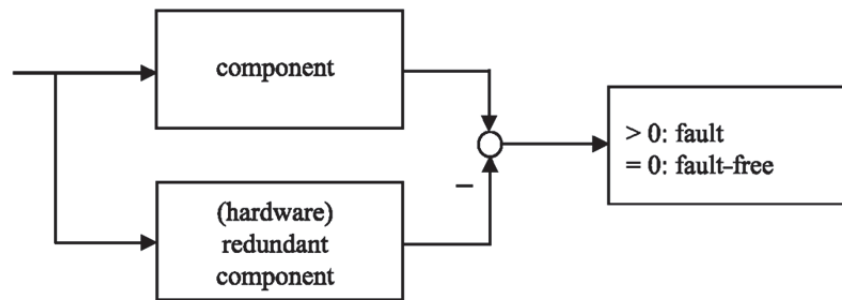 component
> 0: fault
= 0: fault-free
–
(hardware)
redundant
component